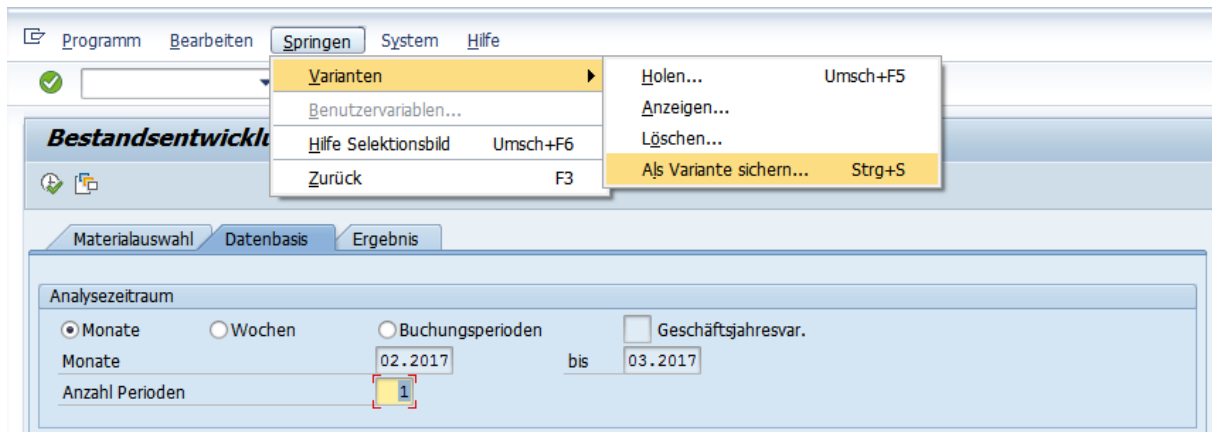 Programm Bearbeiten Springen System Hilfe
Varianten
Holen... Umsch+F5
Benutzervariablen...
Anzeigen...
Hilfe Selektionsbild Umsch+F6
Löschen...
Zurück F3
Als Variante sichern... Strg+S
Materialauswahl Datenbasis Ergebnis
Analysezeitraum
Monate Wochen Buchungsperioden Geschäftsjahresvar.
Monate 02.2017 bis 03.2017
Anzahl Perioden 1